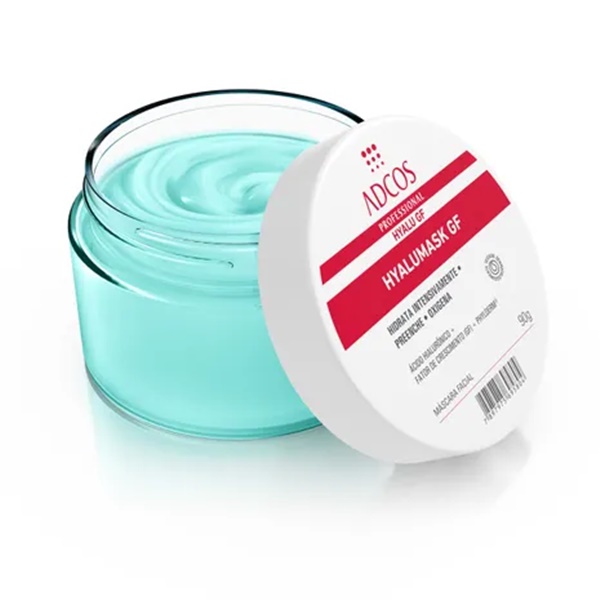 ADCOS
PROFESSIONAL
HYALU GF
HYALUMASK GF
HIDRATA INTENSIVAMENTE •
PREENCHE • OXIGENA
ÁCIDO HIALURÔNICO +
FATOR DE CRESCIMENTO (GF) + PHYLDERM®
90g
MÁSCARA FACIAL